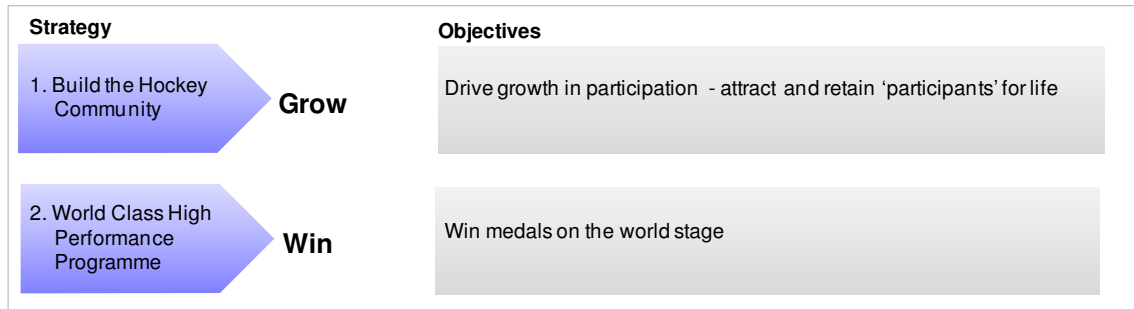 Strategy
Objectives
1. Build the Hockey
Community
Grow
Drive growth in participation - attract and retain ‘participants’ for life
2. World Class High
Performance
Programme
Win
Win medals on the world stage